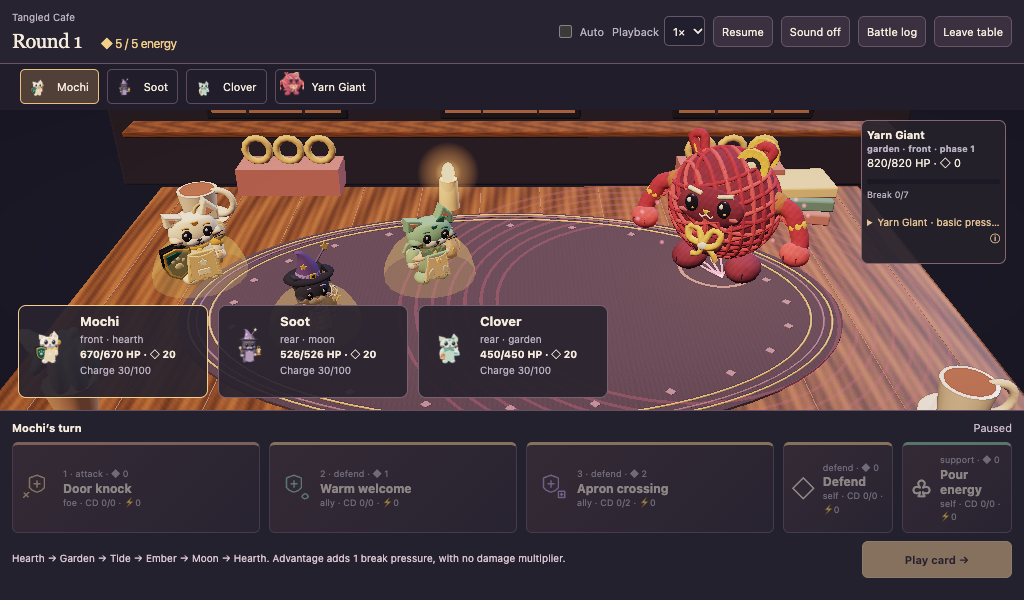 Tangled Cafe
Round 1
5 / 5 energy
Auto
Playback
1×
Resume
Sound off
Battle log
Leave table
Mochi
Soot
Clover
Yarn Giant
Yarn Giant
garden · front · phase 1
820/820 HP · ◇ 0
Break 0/7
Yarn Giant · basic press...
Mochi
front · hearth
670/670 HP · ◇ 20
Charge 30/100
Soot
rear · moon
526/526 HP · ◇ 20
Charge 30/100
Clover
rear · garden
450/450 HP · ◇ 20
Charge 30/100
Mochi's turn
Paused
1 · attack · ◆ 0
Door knock
foe · CD 0/0 · ⚡0
2 · defend · ◆ 1
Warm welcome
ally · CD 0/0 · ⚡0
3 · defend · ◆ 2
Apron crossing
ally · CD 0/2 · ⚡0
defend · ◆ 0
Defend
self · CD 0/0 ·
⚡0
support · ◆ 0
Pour
energy
self · CD 0/0 ·
⚡0
Hearth → Garden → Tide → Ember → Moon → Hearth. Advantage adds 1 break pressure, with no damage multiplier.
Play card →